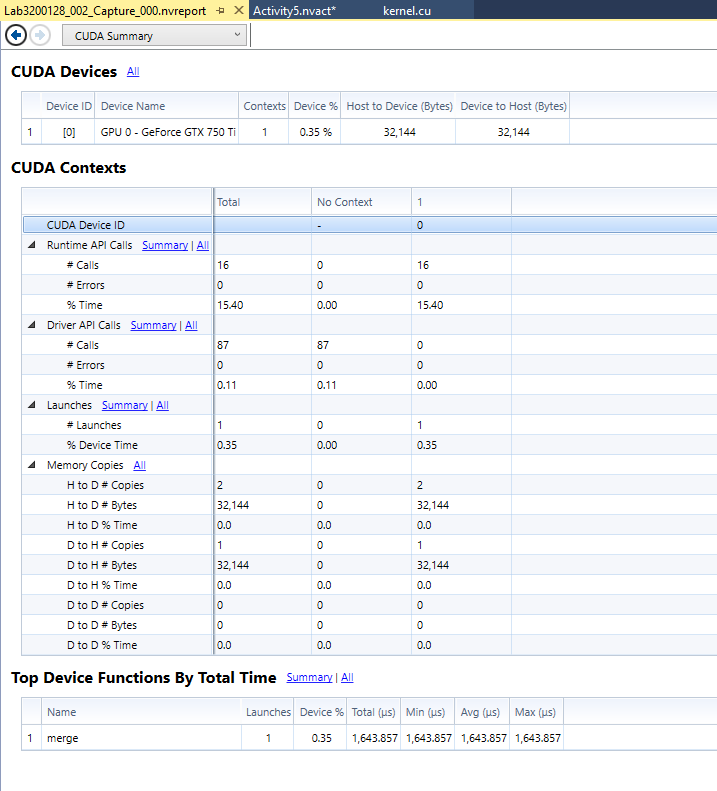 Lab3200128_002_Capture_000.nvreport Activity5.nvact* kernel.cu
CUDA Summary
CUDA Devices All
Device ID Device Name Contexts Device % Host to Device (Bytes) Device to Host (Bytes)
1 [0] GPU 0 - GeForce GTX 750 Ti 1 0.35 % 32,144 32,144
CUDA Contexts
Total No Context 1
CUDA Device ID - 0
Runtime API Calls Summary | All
# Calls 16 0 16
# Errors 0 0 0
% Time 15.40 0.00 15.40
Driver API Calls Summary | All
# Calls 87 87 0
# Errors 0 0 0
% Time 0.11 0.11 0.00
Launches Summary | All
# Launches 1 0 1
% Device Time 0.35 0.00 0.35
Memory Copies All
H to D # Copies 2 0 2
H to D # Bytes 32,144 0 32,144
H to D % Time 0.0 0.0 0.0
D to H # Copies 1 0 1
D to H # Bytes 32,144 0 32,144
D to H % Time 0.0 0.0 0.0
D to D # Copies 0 0 0
D to D # Bytes 0 0 0
D to D % Time 0.0 0.0 0.0
Top Device Functions By Total Time Summary | All
Name Launches Device % Total (µs) Min (µs) Avg (µs) Max (µs)
1 merge 1 0.35 1,643.857 1,643.857 1,643.857 1,643.857